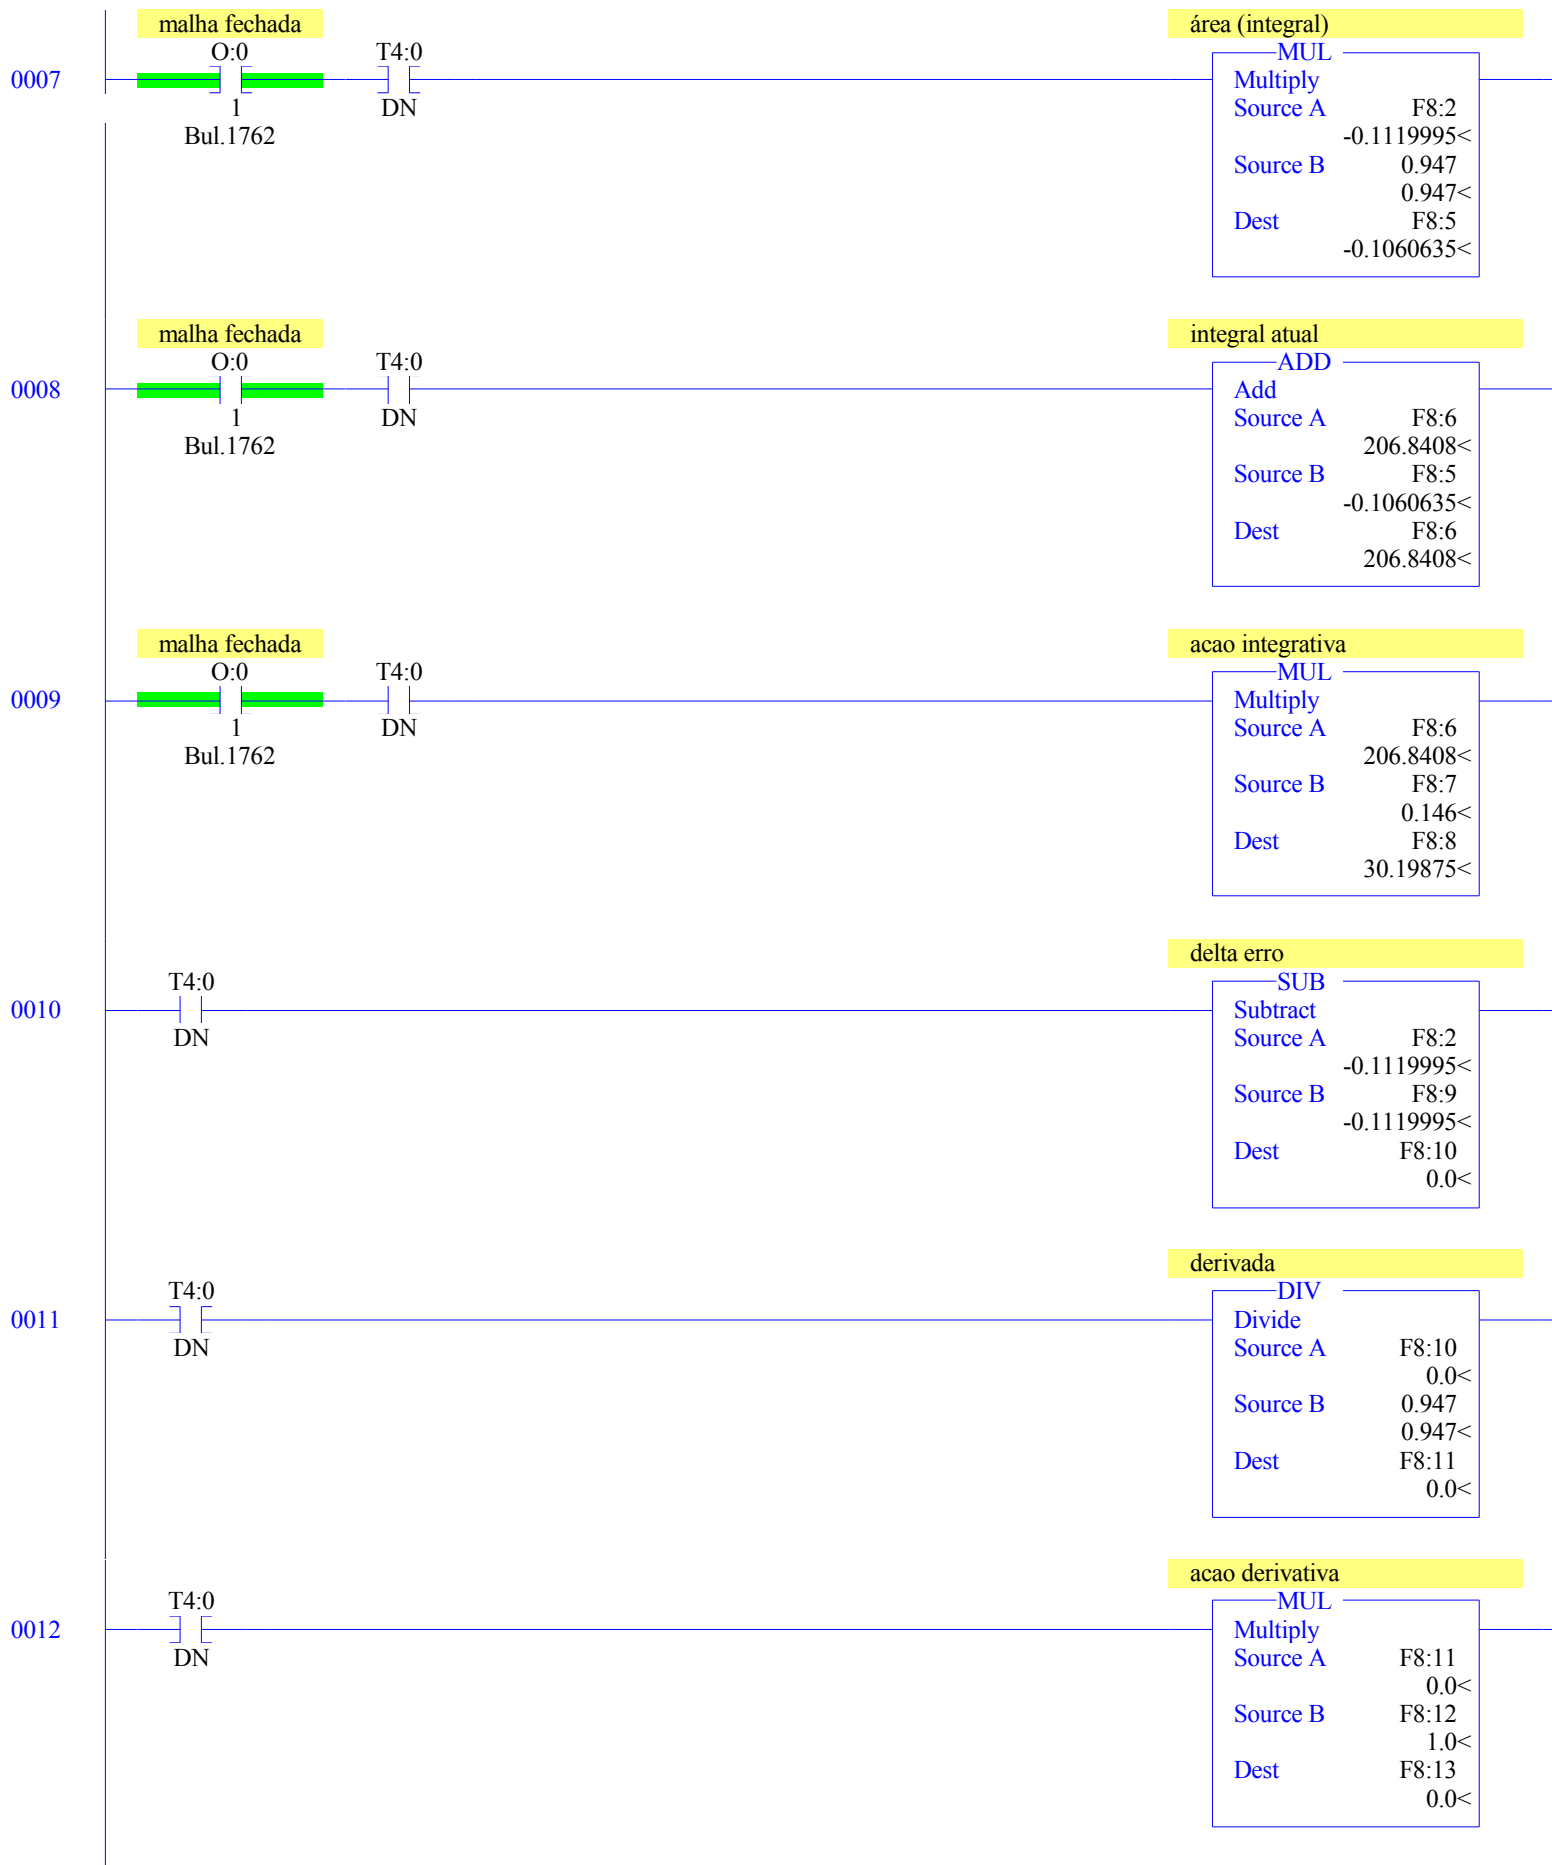 malha fechada
área (integral)
O:0
T4:0
MUL
0007
Multiply
1
DN
Source A
F8:2
Bul.1762
-0.1119995<
Source B
0.947
0.947<
Dest
F8:5
-0.1060635<
malha fechada
integral atual
O:0
T4:0
ADD
0008
Add
1
DN
Source A
F8:6
Bul.1762
206.8408<
Source B
F8:5
-0.1060635<
Dest
F8:6
206.8408<
malha fechada
acao integrativa
O:0
T4:0
MUL
0009
Multiply
1
DN
Source A
F8:6
Bul.1762
206.8408<
Source B
F8:7
0.146<
Dest
F8:8
30.19875<
delta erro
T4:0
SUB
0010
Subtract
DN
Source A
F8:2
-0.1119995<
Source B
F8:9
-0.1119995<
Dest
F8:10
0.0<
derivada
T4:0
DIV
0011
Divide
DN
Source A
F8:10
0.0<
Source B
0.947
0.947<
Dest
F8:11
0.0<
acao derivativa
T4:0
MUL
0012
Multiply
DN
Source A
F8:11
0.0<
Source B
F8:12
1.0<
Dest
F8:13
0.0<